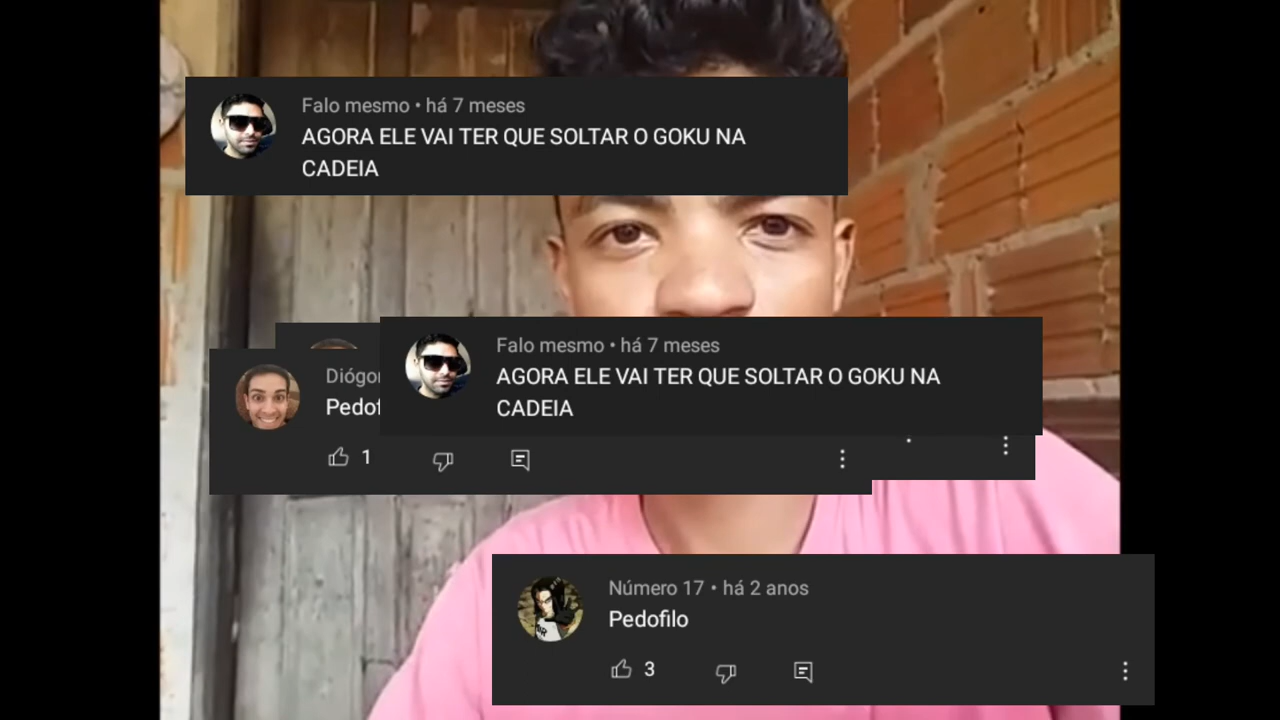 Falo mesmo • há 7 meses
AGORA ELE VAI TER QUE SOLTAR O GOKU NA
CADEIA
Falo mesmo • há 7 meses
AGORA ELE VAI TER QUE SOLTAR O GOKU NA
CADEIA
1
Número 17 • há 2 anos
Pedofilo
3